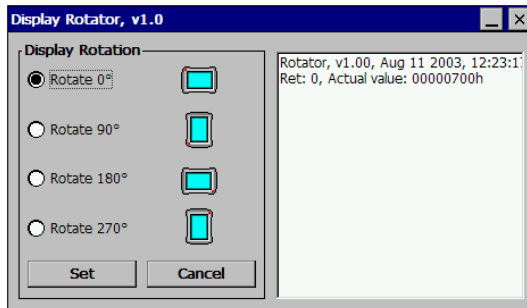 Display Rotator, v1.0
Display Rotation
Rotate 0°
Rotate 90°
Rotate 180°
Rotate 270°
Set Cancel
Rotator, v1.00, Aug 11 2003, 12:23:17
Ret: 0, Actual value: 00000700h